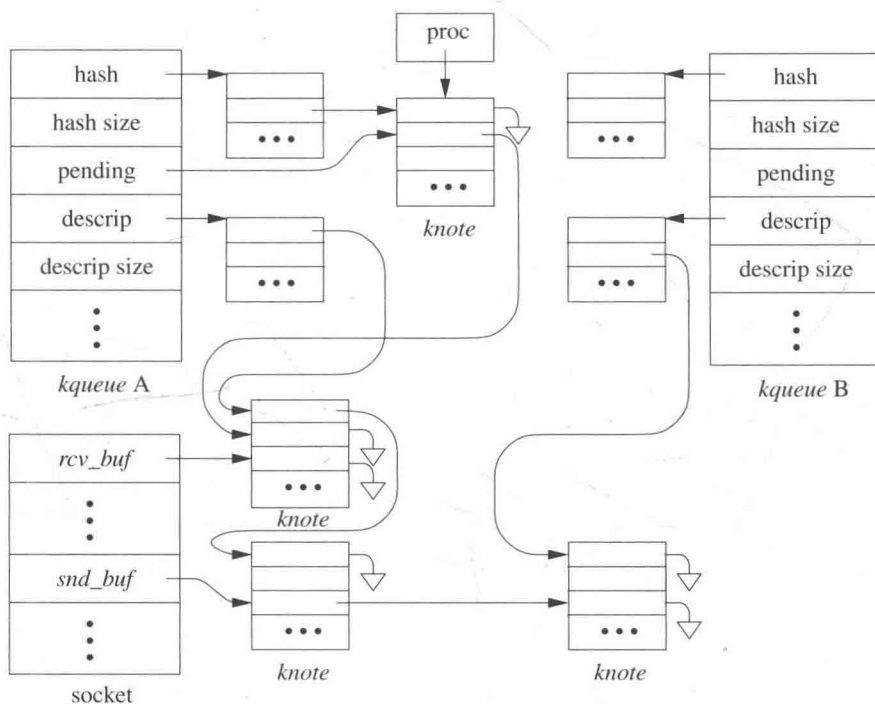 proc
hash
hash size
pending
descrip
descrip size
kqueue A
knote
hash
hash size
pending
descrip
descrip size
kqueue B
rcv_buf
snd_buf
socket
knote
knote
knote